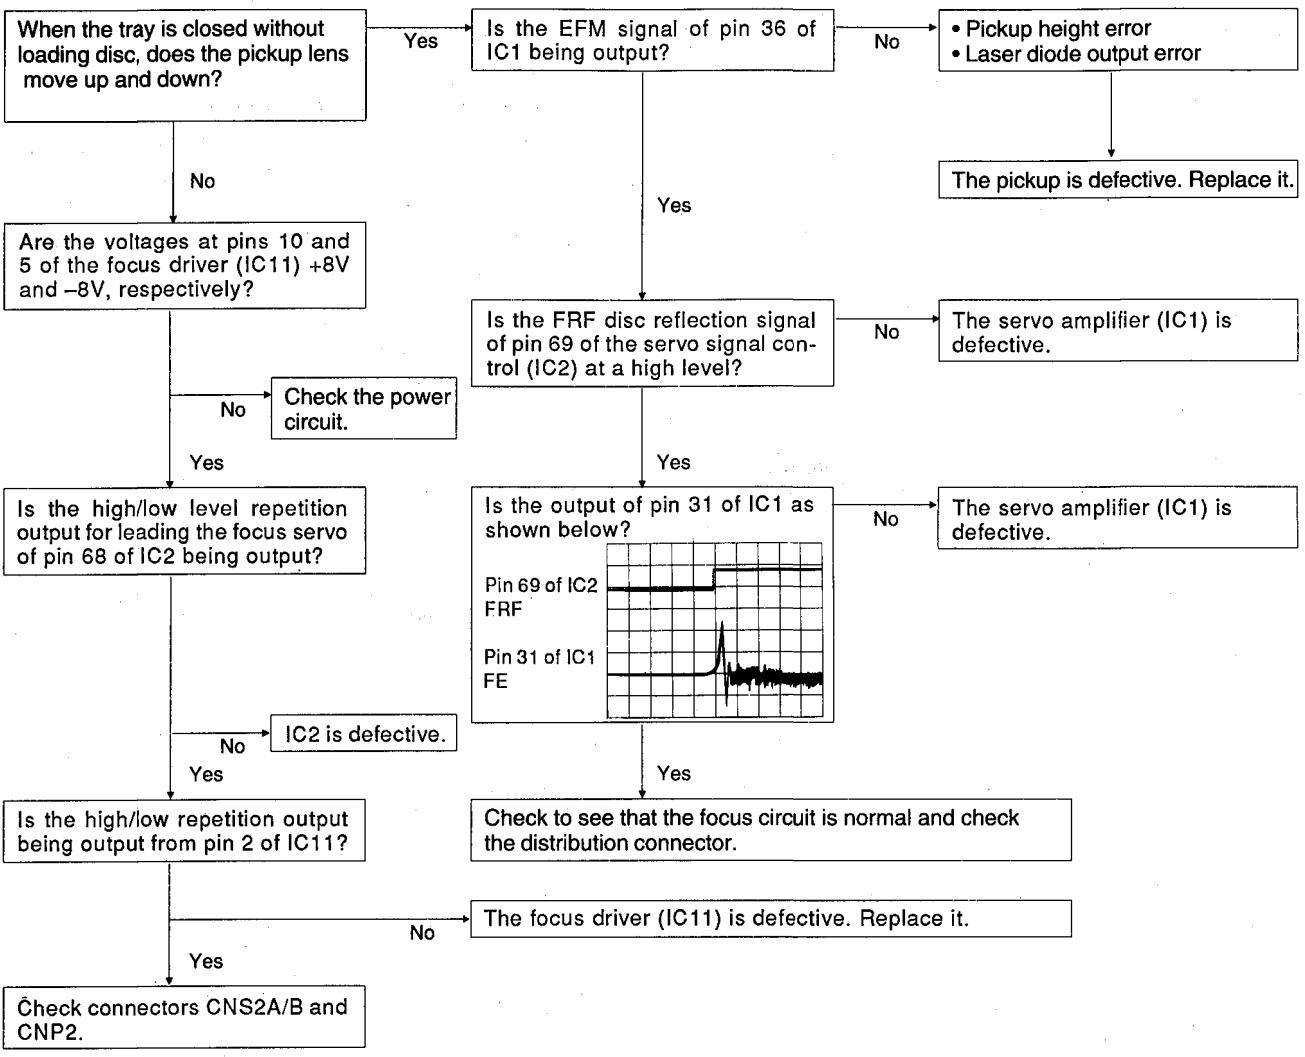 When the tray is closed without
loading disc, does the pickup lens
move up and down?
Yes
Is the EFM signal of pin 36 of
IC1 being output?
No
• Pickup height error
• Laser diode output error
The pickup is defective. Replace it.
No
Yes
Are the voltages at pins 10 and
5 of the focus driver (IC11) +8V
and –8V, respectively?
Is the FRF disc reflection signal
of pin 69 of the servo signal con-
trol (IC2) at a high level?
No
The servo amplifier (IC1) is
defective.
No
Check the power
circuit.
Yes
Yes
Is the high/low level repetition
output for leading the focus servo
of pin 68 of IC2 being output?
Is the output of pin 31 of IC1 as
shown below?
No
The servo amplifier (IC1) is
defective.
Pin 69 of IC2
FRF
Pin 31 of IC1
FE
No
IC2 is defective.
Yes
Yes
Is the high/low repetition output
being output from pin 2 of IC11?
Check to see that the focus circuit is normal and check
the distribution connector.
No
The focus driver (IC11) is defective. Replace it.
Yes
Check connectors CNS2A/B and
CNP2.